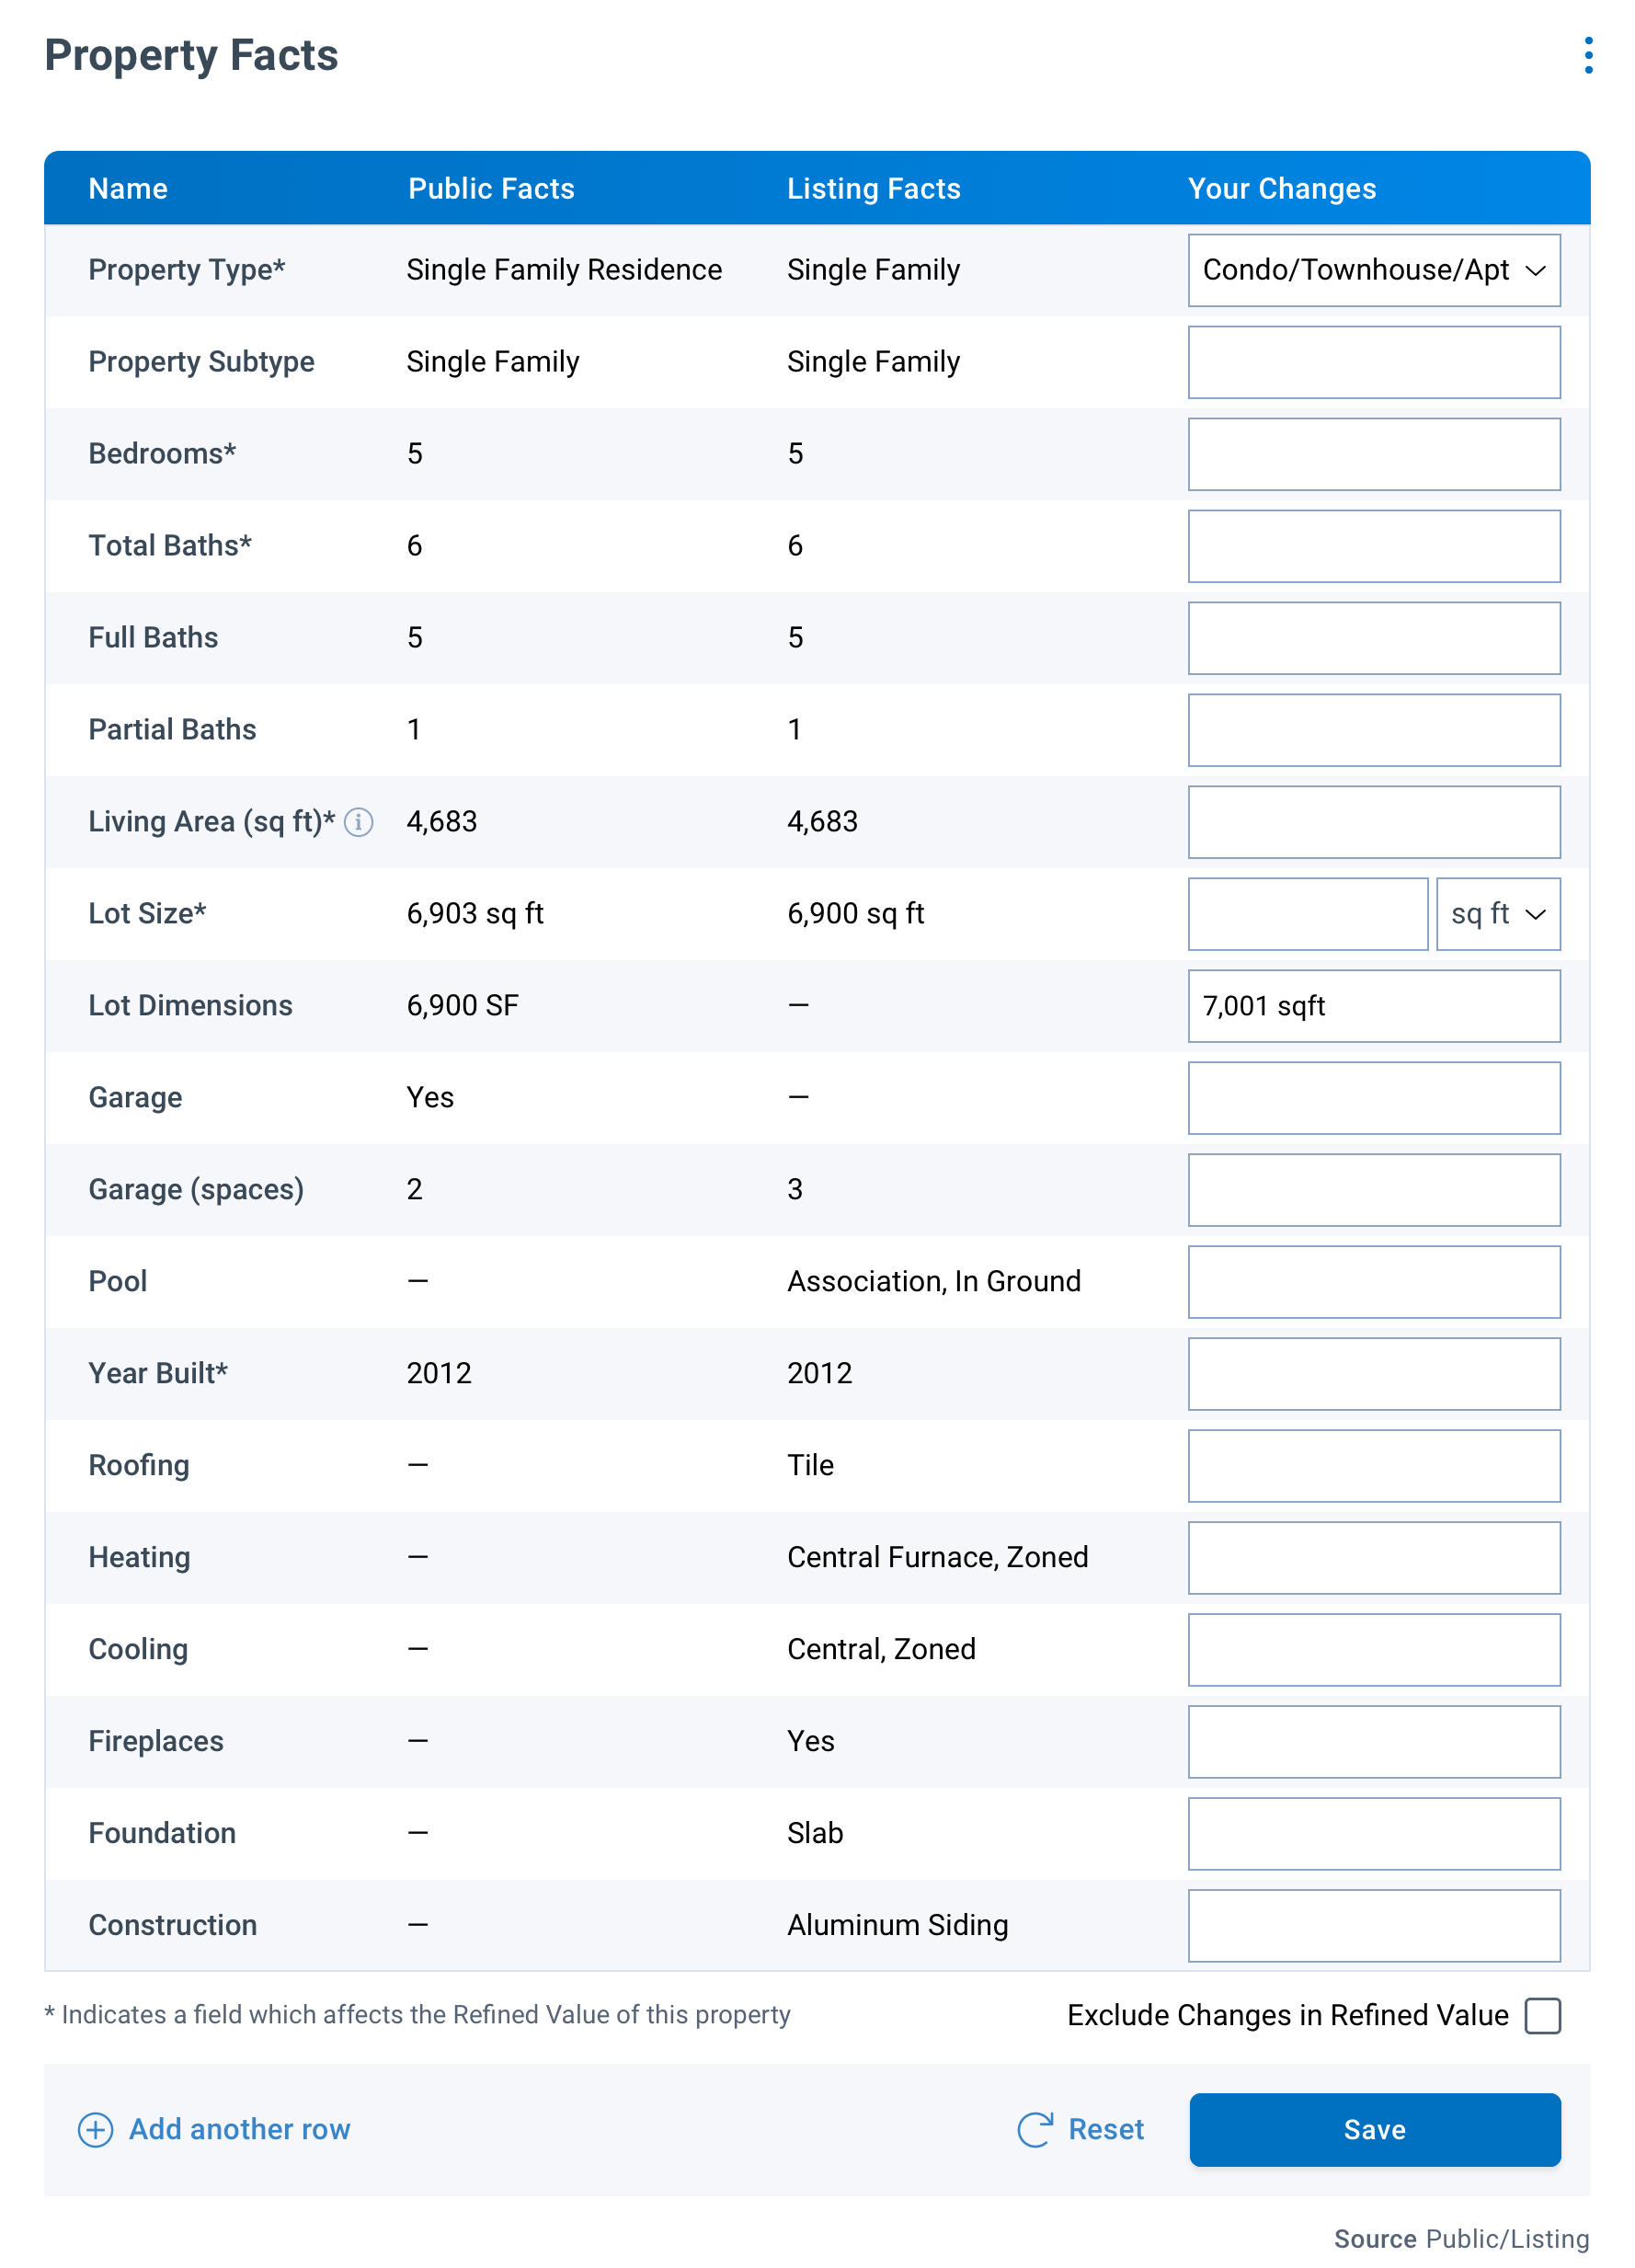 Property Facts
Name Public Facts Listing Facts Your Changes
Property Type* Single Family Residence Single Family Condo/Townhouse/Apt
Property Subtype Single Family Single Family
Bedrooms* 5 5
Total Baths* 6 6
Full Baths 5 5
Partial Baths 1 1
Living Area (sq ft)* i 4,683 4,683
Lot Size* 6,903 sq ft 6,900 sq ft sq ft
Lot Dimensions 6,900 SF — 7,001 sqft
Garage Yes —
Garage (spaces) 2 3
Pool — Association, In Ground
Year Built* 2012 2012
Roofing — Tile
Heating — Central Furnace, Zoned
Cooling — Central, Zoned
Fireplaces — Yes
Foundation — Slab
Construction — Aluminum Siding
* Indicates a field which affects the Refined Value of this property Exclude Changes in Refined Value
Add another row Reset Save
Source Public/Listing